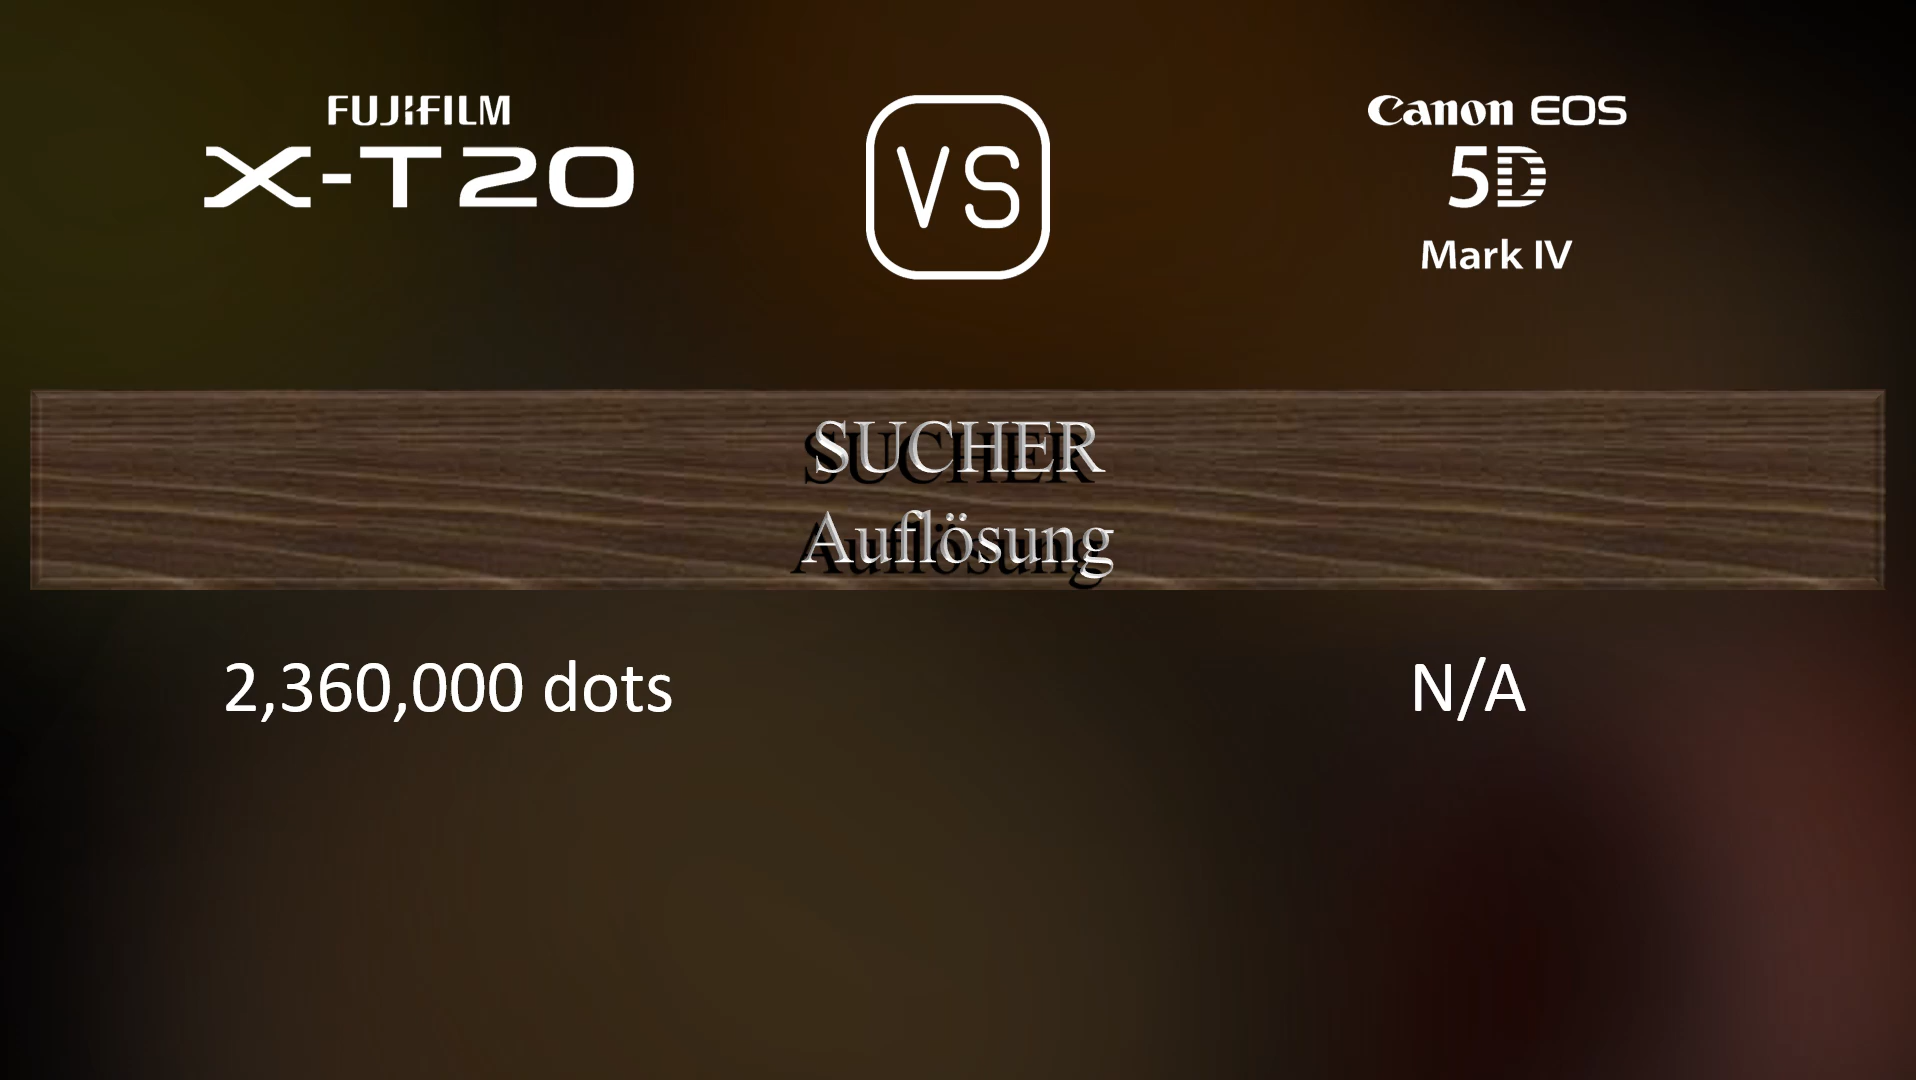 FUJIFILM
X-T20
VS
Canon EOS
5D
Mark IV
SUCHER
Auflösung
2,360,000 dots
N/A